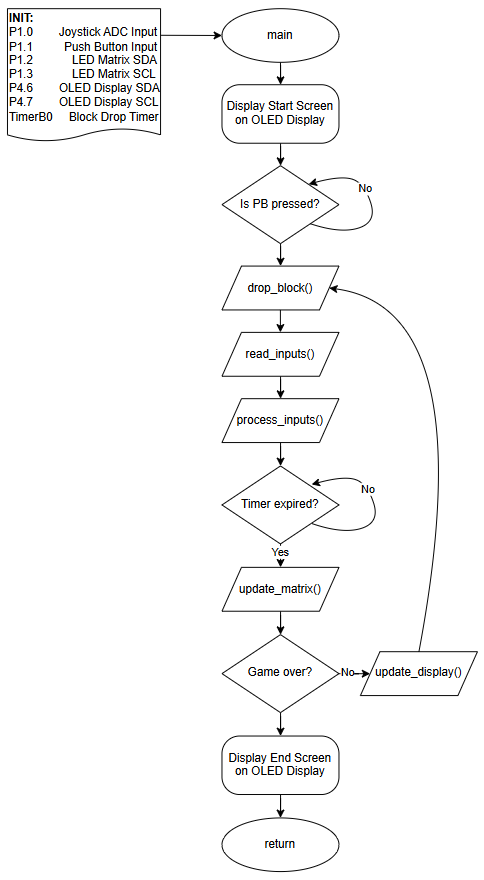 INIT:
P1.0 Joystick ADC Input
P1.1 Push Button Input
P1.2 LED Matrix SDA
P1.3 LED Matrix SCL
P4.6 OLED Display SDA
P4.7 OLED Display SCL
TimerB0 Block Drop Timer
main
Display Start Screen
on OLED Display
Is PB pressed?
No
drop_block()
read_inputs()
process_inputs()
Timer expired?
No
Yes
update_matrix()
Game over?
No
update_display()
Display End Screen
on OLED Display
return